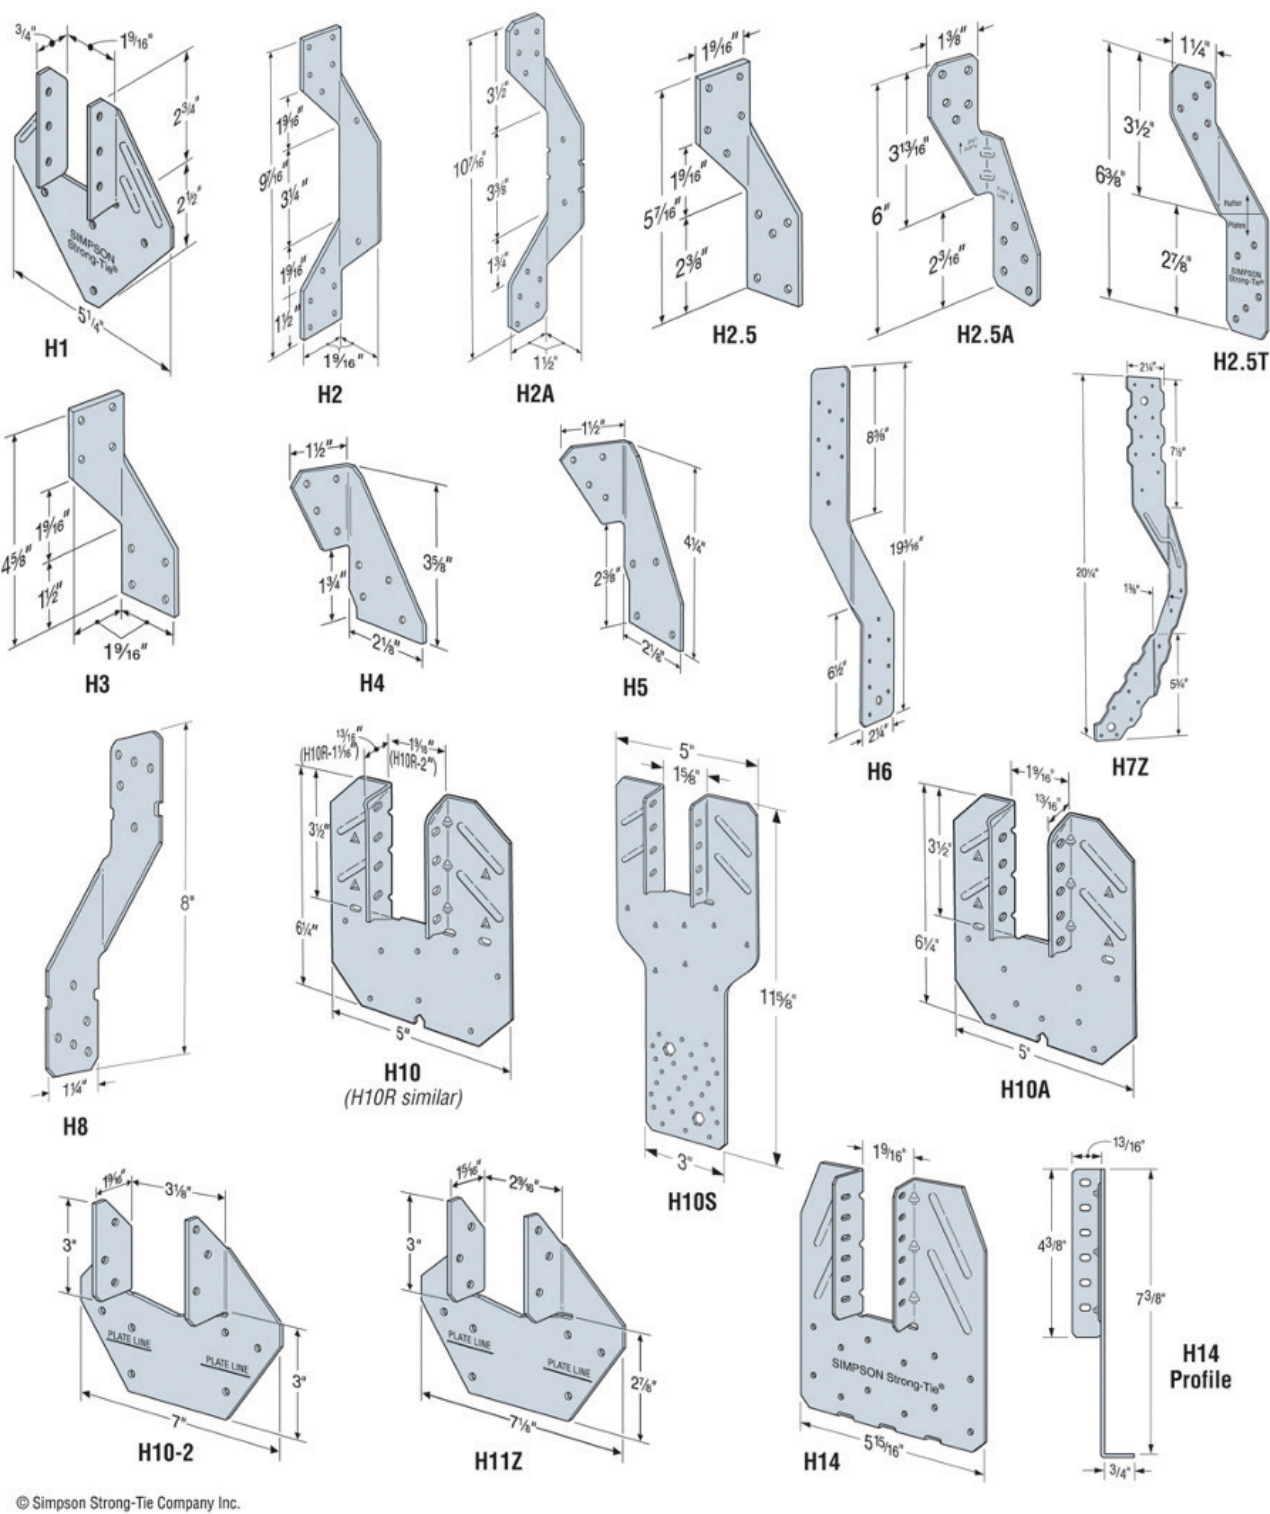 3/4"
1 9/16"
2 3/4"
2 1/2"
SIMPSON
Strong-Tie®
5 1/4"
H1
9 7/16"
1 9/16"
3 1/4"
1 9/16"
1 1/2"
1 9/16"
H2
10 7/16"
3 1/2"
3 3/8"
1 3/4"
1 1/2"
H2A
1 9/16"
5 7/16"
1 9/16"
2 3/8"
H2.5
1 3/8"
6"
3 13/16"
2 3/16"
H2.5A
1 1/4"
6 3/8"
3 1/2"
2 7/8"
Rafter
Plates
SIMPSON
Strong-Tie®
H2.5T
4 5/8"
1 9/16"
1 1/2"
1 9/16"
H3
1 1/2"
1 3/4"
3 5/8"
2 1/8"
H4
1 1/2"
2 3/8"
4 1/4"
2 1/8"
H5
8 3/8"
19 3/16"
6 1/2"
2 1/4"
H6
2 1/4"
7 1/2"
20 1/4"
5 3/4"
H7Z
8"
1 1/4"
H8
13/16"
(H10R-1 1/16")
1 9/16"
(H10R-2")
3 1/2"
6 1/4"
5"
H10
(H10R similar)
5"
1 5/8"
11 5/8"
3"
H10S
1 9/16"
13/16"
3 1/2"
6 1/4"
5"
H10A
1 9/16"
3 1/8"
3"
PLATE LINE
PLATE LINE
3"
7"
H10-2
1 5/16"
2 9/16"
3"
PLATE LINE
PLATE LINE
2 7/8"
7 1/8"
H11Z
1 9/16"
SIMPSON Strong-Tie®
5 15/16"
H14
13/16"
4 3/8"
7 3/8"
3/4"
H14
Profile
© Simpson Strong-Tie Company Inc.